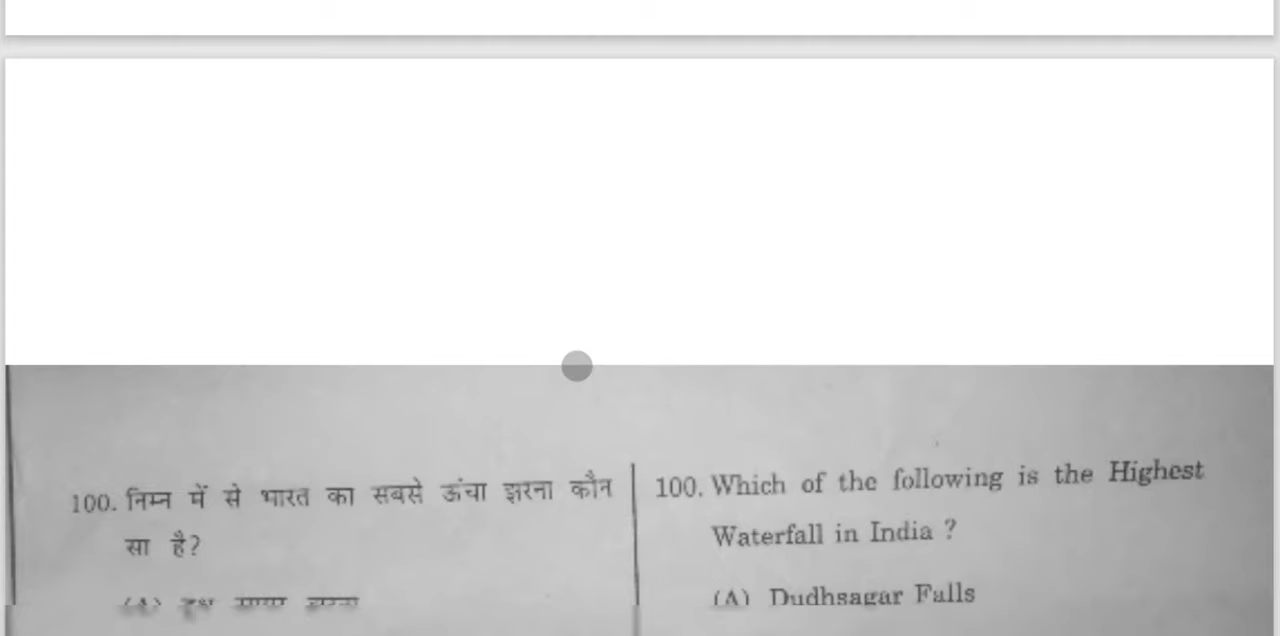 100. निम्न में से भारत का सबसे ऊंचा झरना कौन
सा है?
100. Which of the following is the Highest
Waterfall in India ?
(A) Dudhsagar Falls